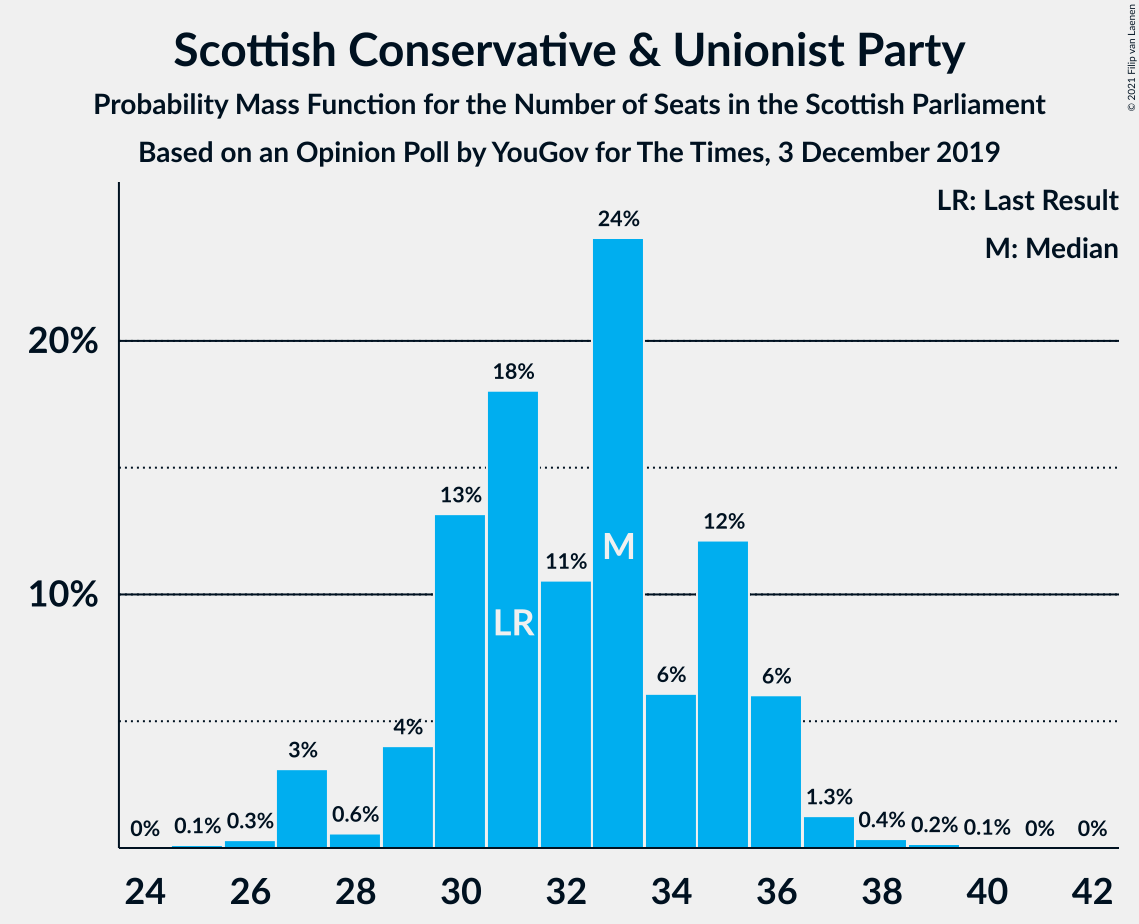 Scottish Conservative & Unionist Party
Probability Mass Function for the Number of Seats in the Scottish Parliament
Based on an Opinion Poll by YouGov for The Times, 3 December 2019
© 2021 Filip van Laenen
LR: Last Result
M: Median
20%
10%
0%
0.1%
0.3%
3%
0.6%
4%
13%
18%
11%
24%
6%
12%
6%
1.3%
0.4%
0.2%
0.1%
0%
0%
LR
M
24 26 28 30 32 34 36 38 40 42